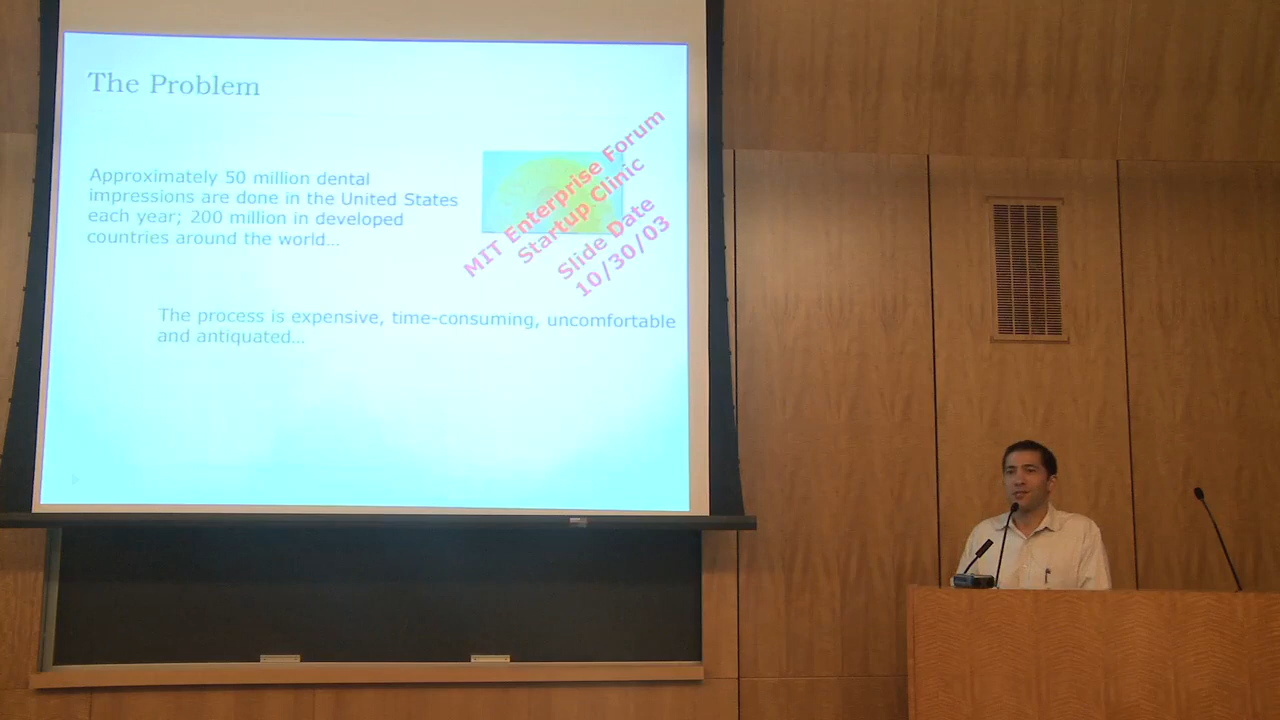 The Problem
Approximately 50 million dental
impressions are done in the United States
each year; 200 million in developed
countries around the world…
MIT Enterprise Forum
Startup Clinic
Slide Date
10/30/03
The process is expensive, time-consuming, uncomfortable
and antiquated…